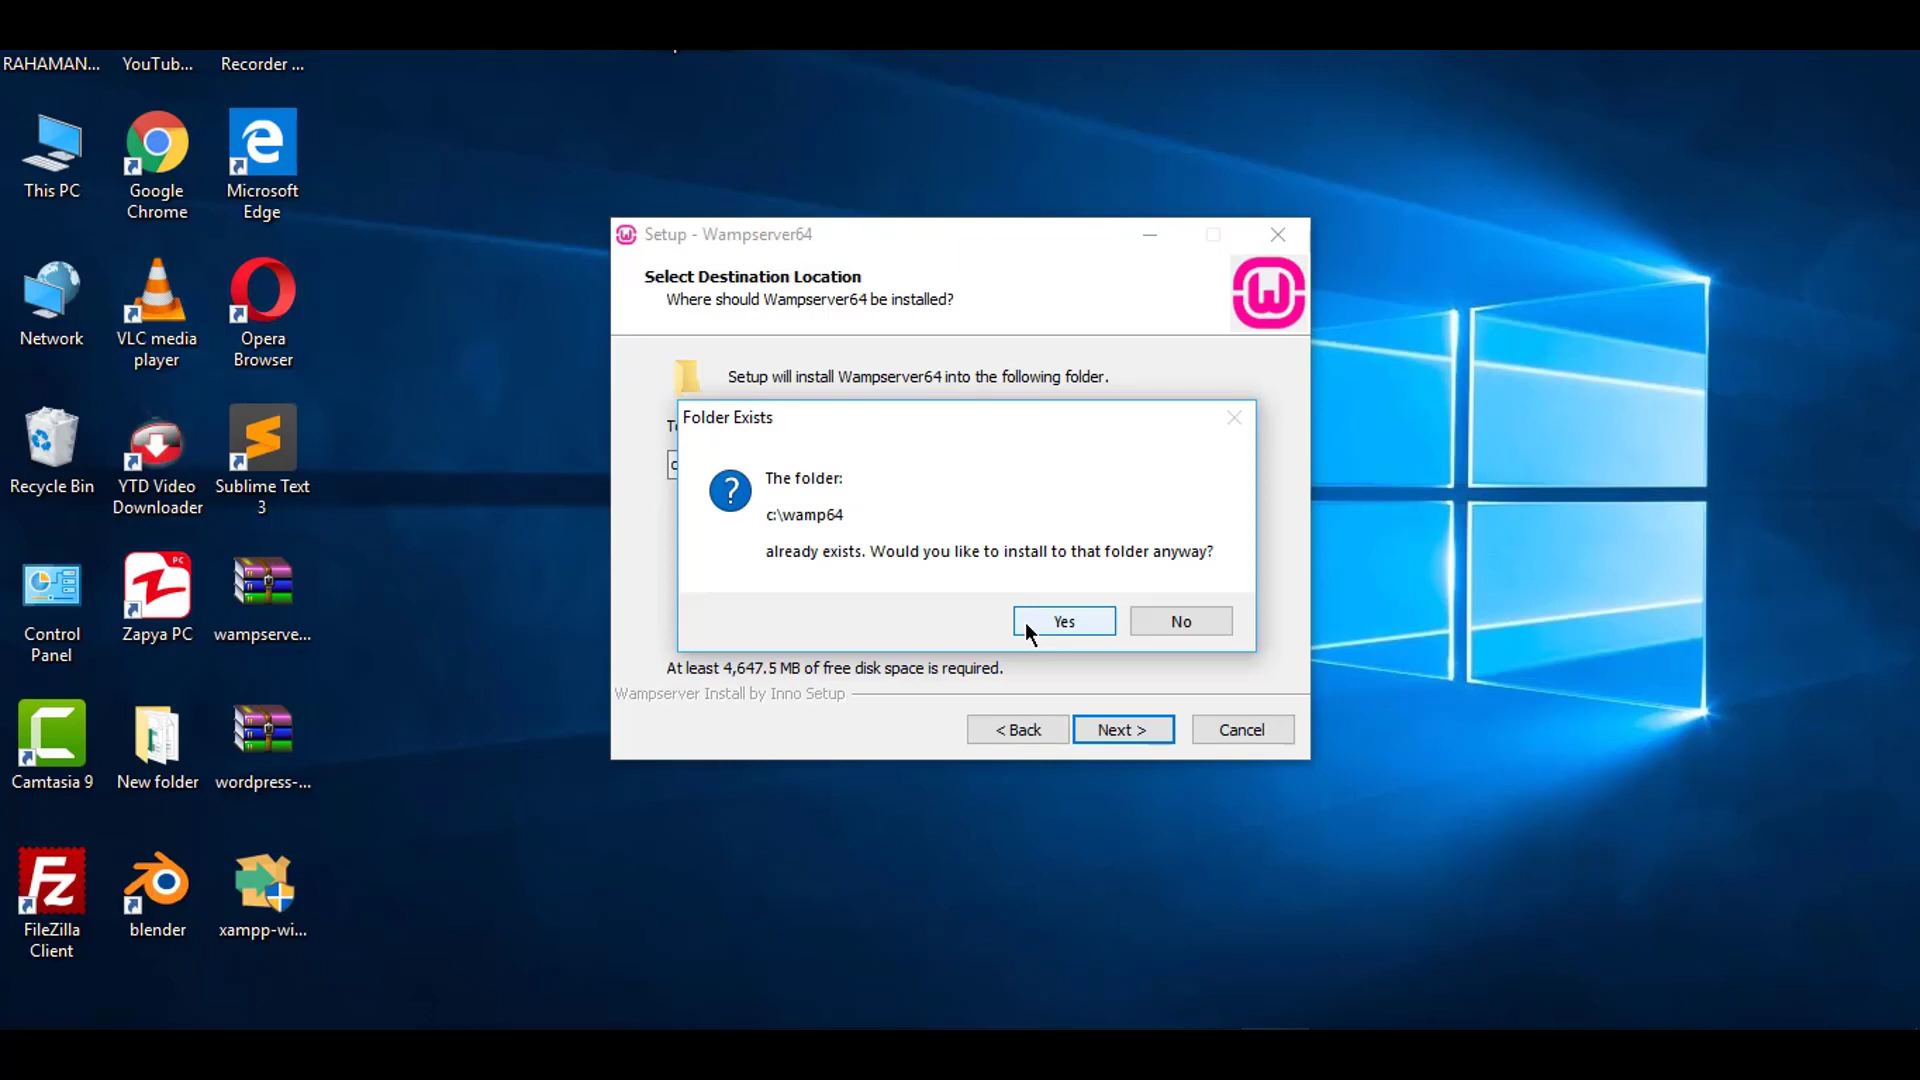 RAHAMAN...
YouTub...
Recorder ...
This PC
Google
Chrome
Microsoft
Edge
Network
VLC media
player
Opera
Browser
Recycle Bin
YTD Video
Downloader
Sublime Text
3
Control
Panel
PC
Zapya PC
wampserve...
Camtasia 9
New folder
wordpress-...
Fz
FileZilla
Client
blender
xampp-wi...
Setup - Wampserver64
Select Destination Location
Where should Wampserver64 be installed?
Setup will install Wampserver64 into the following folder.
Folder Exists
The folder:
c:\wamp64
already exists. Would you like to install to that folder anyway?
Yes
No
At least 4,647.5 MB of free disk space is required.
Wampserver Install by Inno Setup
< Back
Next >
Cancel